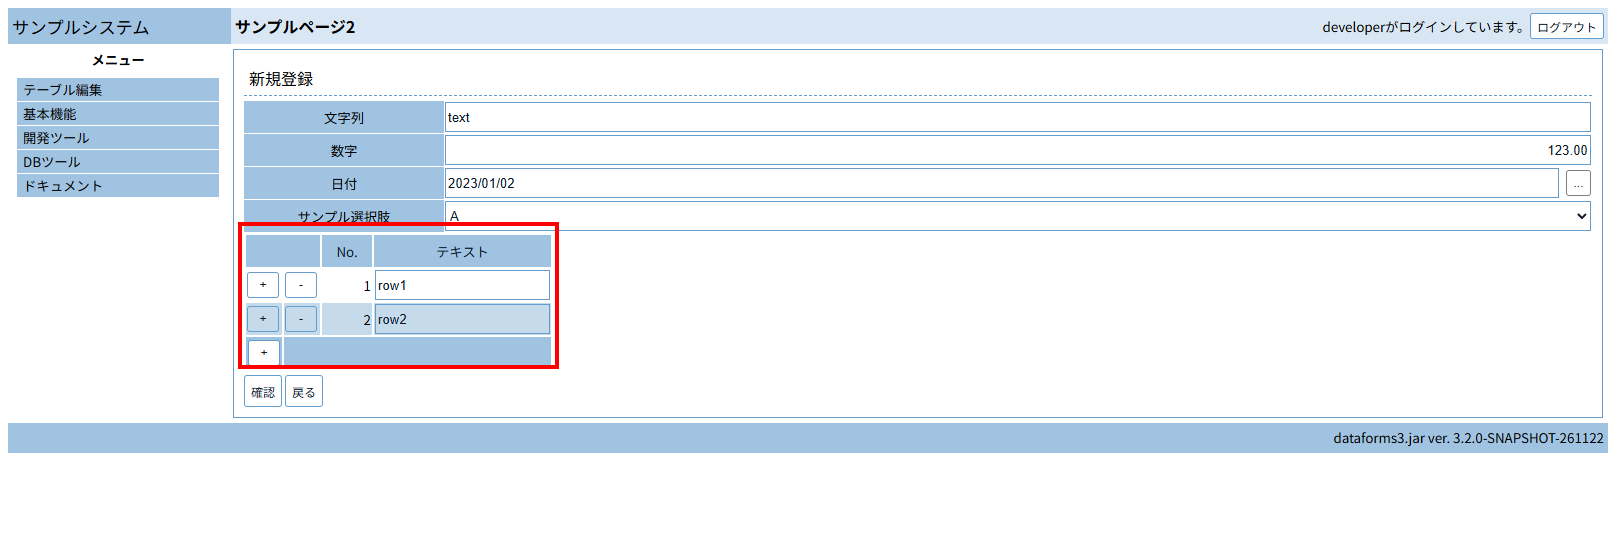 サンプルシステム
サンプルページ2
developerがログインしています。 ログアウト
メニュー
テーブル編集
基本機能
開発ツール
DBツール
ドキュメント
新規登録
文字列 text
数字 123.00
日付 2023/01/02 ...
サンプル選択肢 A
No. テキスト
+ - 1 row1
+ - 2 row2
+
確認 戻る
dataforms3.jar ver. 3.2.0-SNAPSHOT-261122